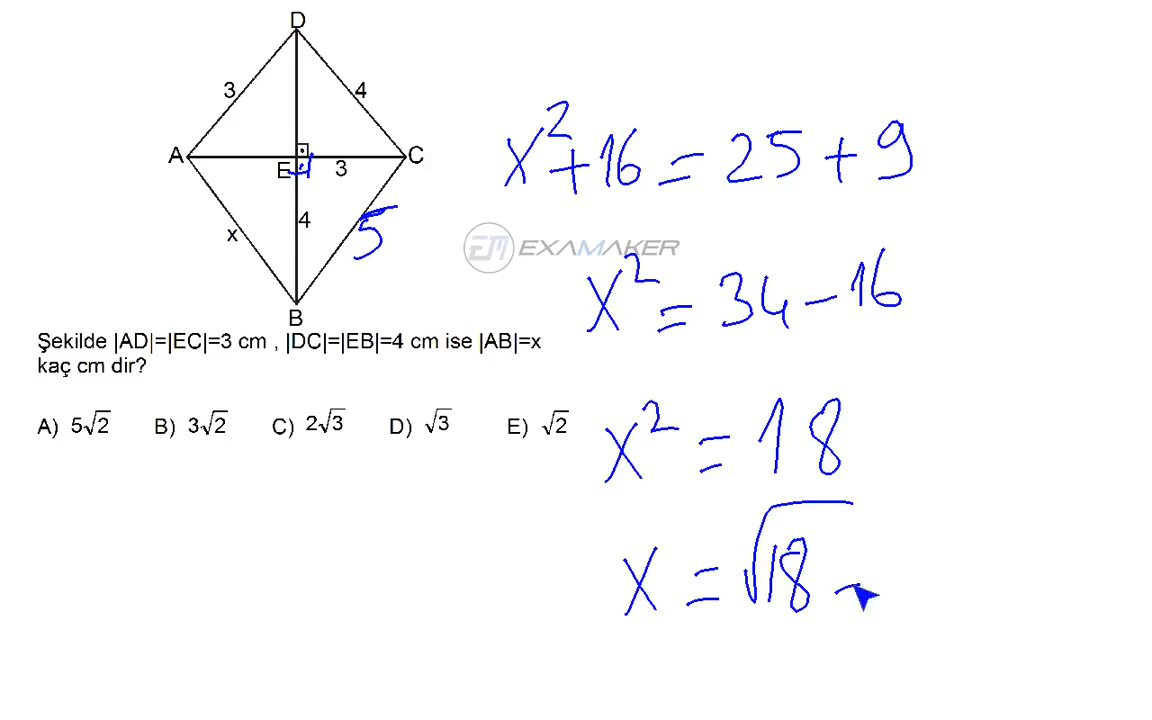 D
3
4
A
C
E
3
4
x
5
B
x²+16=25+9
EM EXAMAKER
x²=34-16
Şekilde |AD|=|EC|=3 cm , |DC|=|EB|=4 cm ise |AB|=x
kaç cm dir?
A) 5√2 B) 3√2 C) 2√3 D) √3 E) √2
x²=18
x=√18